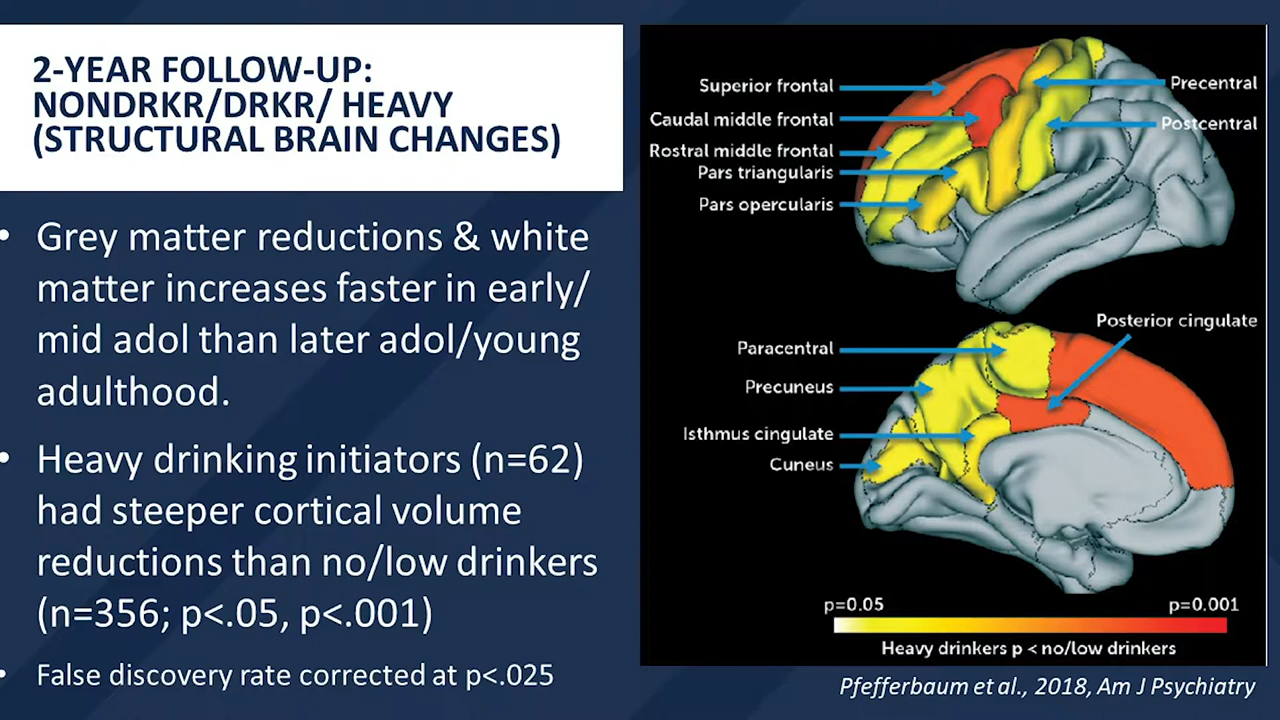 2-YEAR FOLLOW-UP:
NONDRKR/DRKR/ HEAVY
(STRUCTURAL BRAIN CHANGES)
• Grey matter reductions & white
matter increases faster in early/
mid adol than later adol/young
adulthood.
• Heavy drinking initiators (n=62)
had steeper cortical volume
reductions than no/low drinkers
(n=356; p<.05, p<.001)
• False discovery rate corrected at p<.025
Superior frontal
Caudal middle frontal
Rostral middle frontal
Pars triangularis
Pars opercularis
Precentral
Postcentral
Posterior cingulate
Paracentral
Precuneus
Isthmus cingulate
Cuneus
p=0.05 p=0.001
Heavy drinkers p < no/low drinkers
Pfefferbaum et al., 2018, Am J Psychiatry